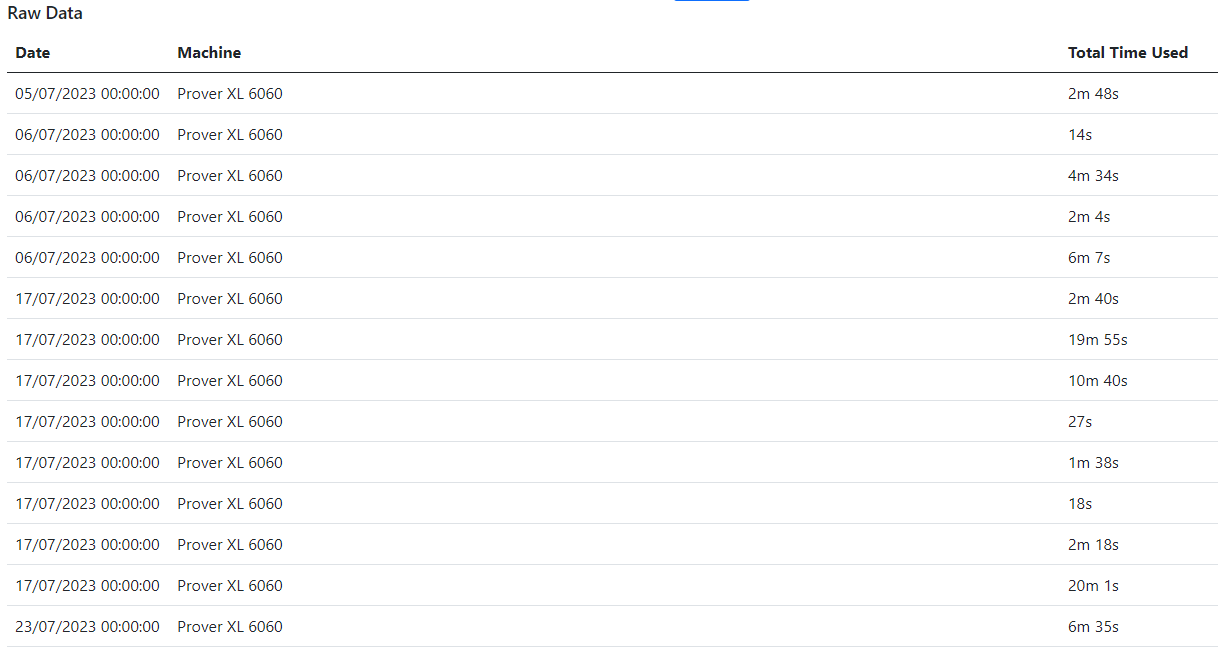 Raw Data
Date Machine Total Time Used
05/07/2023 00:00:00 Prover XL 6060 2m 48s
06/07/2023 00:00:00 Prover XL 6060 14s
06/07/2023 00:00:00 Prover XL 6060 4m 34s
06/07/2023 00:00:00 Prover XL 6060 2m 4s
06/07/2023 00:00:00 Prover XL 6060 6m 7s
17/07/2023 00:00:00 Prover XL 6060 2m 40s
17/07/2023 00:00:00 Prover XL 6060 19m 55s
17/07/2023 00:00:00 Prover XL 6060 10m 40s
17/07/2023 00:00:00 Prover XL 6060 27s
17/07/2023 00:00:00 Prover XL 6060 1m 38s
17/07/2023 00:00:00 Prover XL 6060 18s
17/07/2023 00:00:00 Prover XL 6060 2m 18s
17/07/2023 00:00:00 Prover XL 6060 20m 1s
23/07/2023 00:00:00 Prover XL 6060 6m 35s